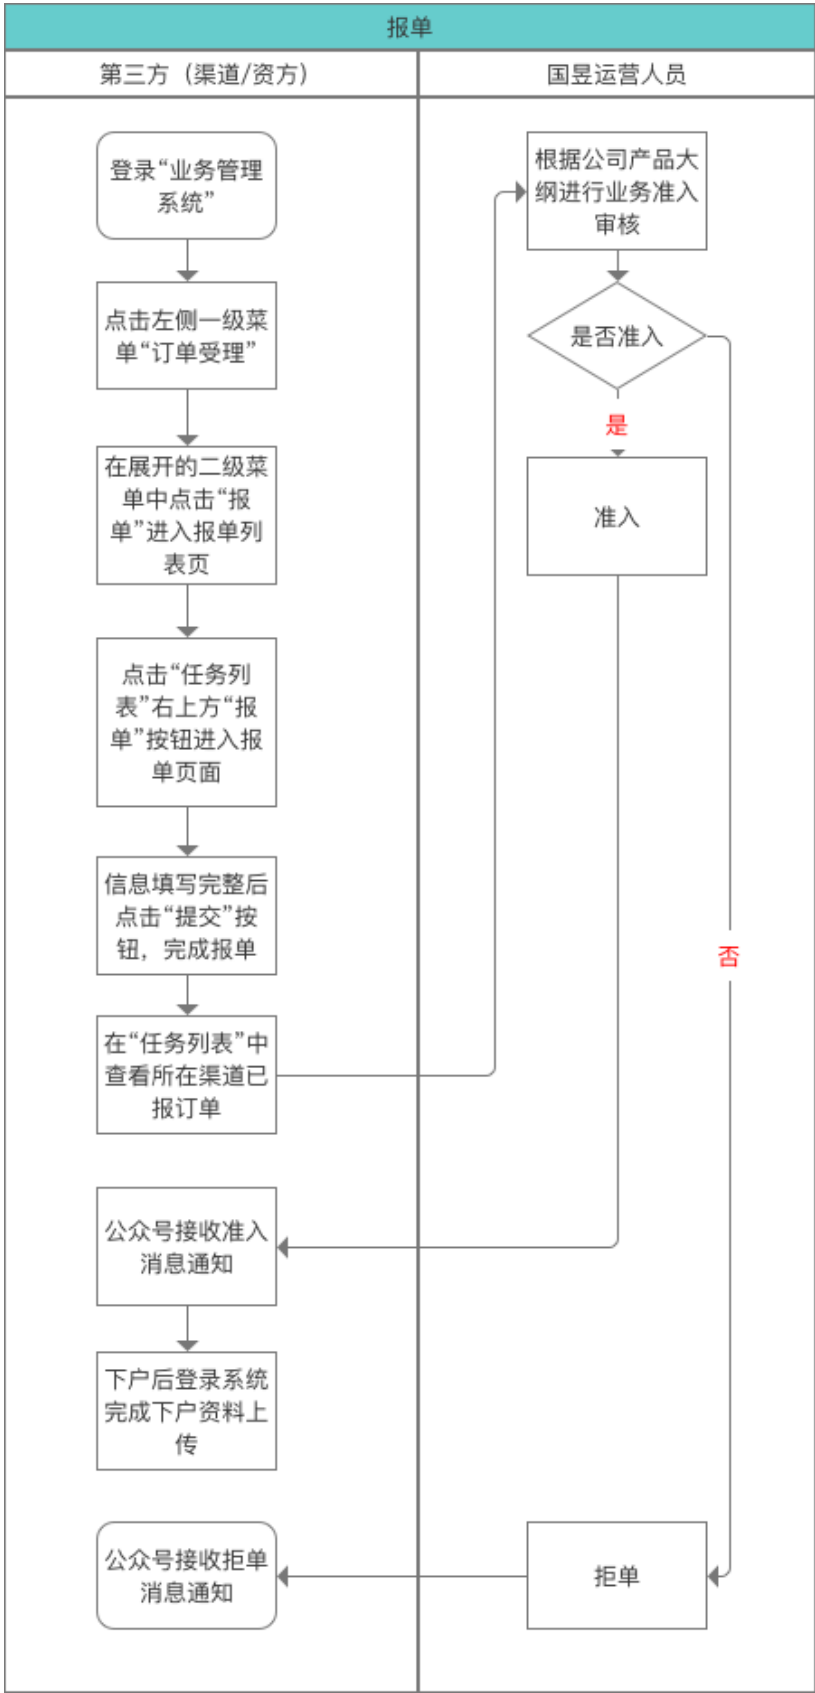 报单
第三方（渠道/资方）
国昱运营人员
登录“业务管理
系统”
点击左侧一级菜
单“订单受理”
在展开的二级菜
单中点击“报
单”进入报单列
表页
点击“任务列
表”右上方“报
单”按钮进入报
单页面
信息填写完整后
点击“提交”按
钮，完成报单
在“任务列表”中
查看所在渠道已
报订单
根据公司产品大
纲进行业务准入
审核
是否准入
是
准入
否
公众号接收准入
消息通知
下户后登录系统
完成下户资料上
传
拒单
公众号接收拒单
消息通知